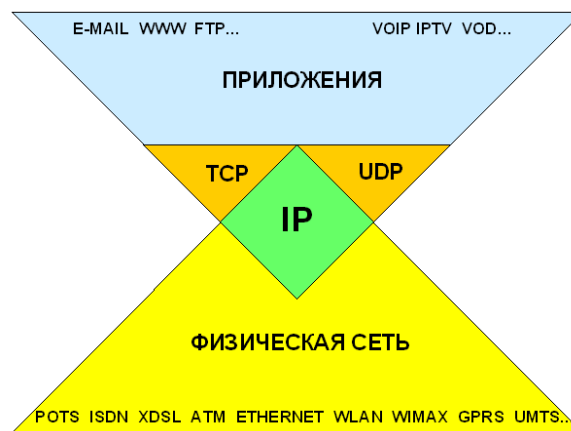 E-MAIL WWW FTP... VOIP IPTV VOD...
ПРИЛОЖЕНИЯ
TCP UDP
IP
ФИЗИЧЕСКАЯ СЕТЬ
POTS ISDN XDSL ATM ETHERNET WLAN WIMAX GPRS UMTS...